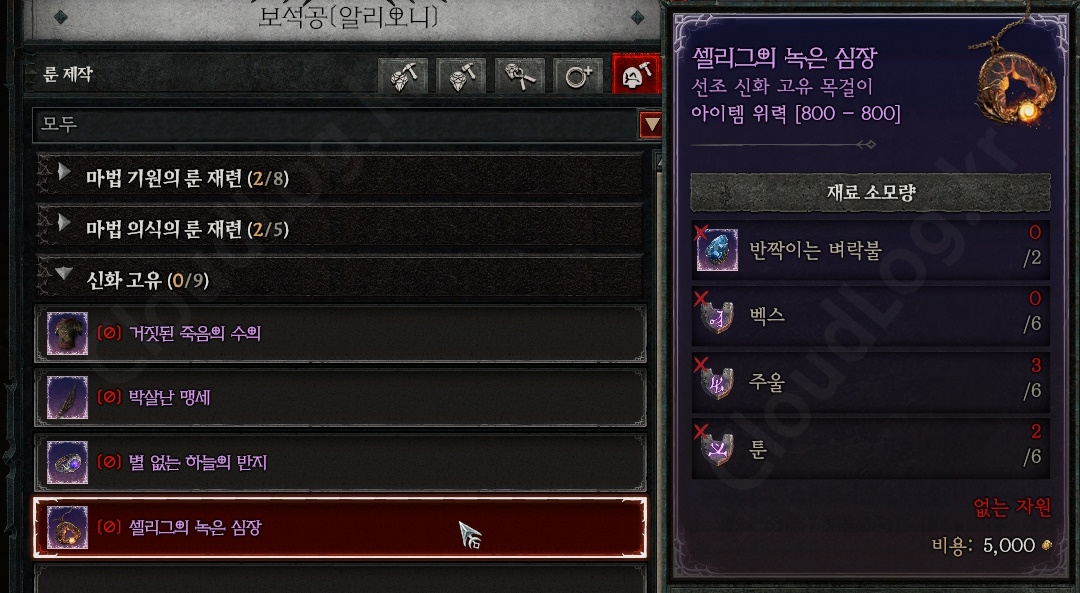 보석공(알리오니)
룬 제작
모두
마법 기원의 룬 재련 (2/8)
마법 의식의 룬 재련 (2/5)
신화 고유 (0/9)
(∅) 거짓된 죽음의 수의
(∅) 박살난 맹세
(∅) 별 없는 하늘의 반지
(∅) 셀리그의 녹은 심장
셀리그의 녹은 심장
선조 신화 고유 목걸이
아이템 위력 [800 - 800]
재료 소모량
반짝이는 벼락불
0
/2
벡스
0
/6
주울
3
/6
튠
2
/6
없는 자원
비용: 5,000
CloudLog.kr
CloudLog.kr